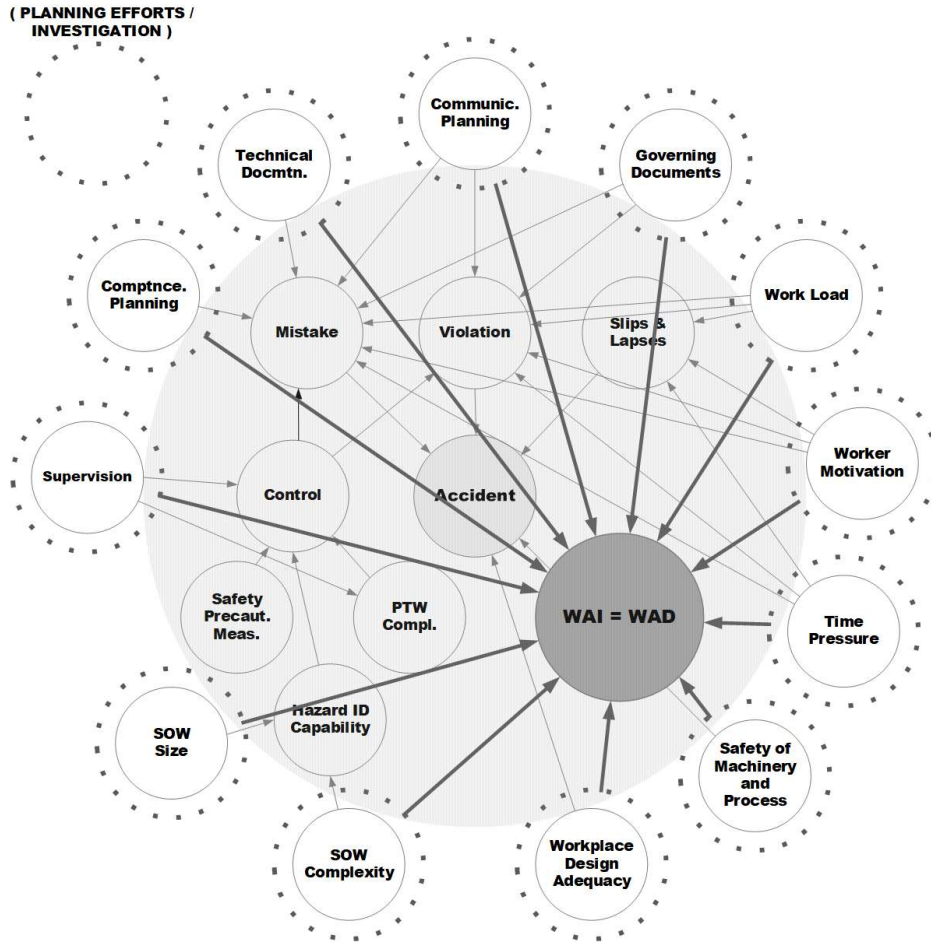 ( PLANNING EFFORTS /
INVESTIGATION )
Communic.
Planning
Technical
Docmtn.
Governing
Documents
Comptnce.
Planning
Work Load
Mistake
Violation
Slips &
Lapses
Worker
Motivation
Supervision
Control
Accident
Safety
Precaut.
Meas.
PTW
Compl.
WAI = WAD
Time
Pressure
Hazard ID
Capability
SOW
Size
Safety of
Machinery
and
Process
SOW
Complexity
Workplace
Design
Adequacy